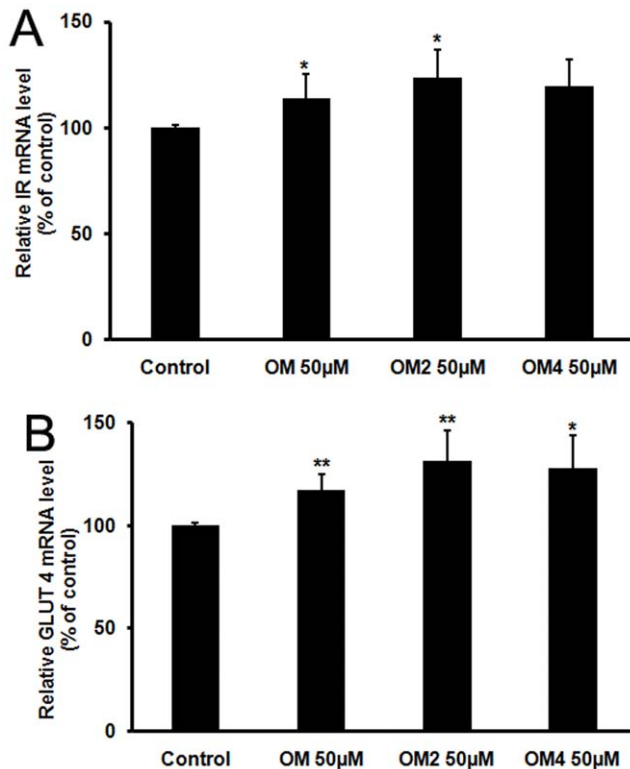 A
Relative IR mRNA level
(% of control)
150
100
50
0
*
*
Control
OM 50µM
OM2 50µM
OM4 50µM
B
Relative GLUT 4 mRNA level
(% of control)
150
100
50
0
**
**
*
Control
OM 50µM
OM2 50µM
OM4 50µM